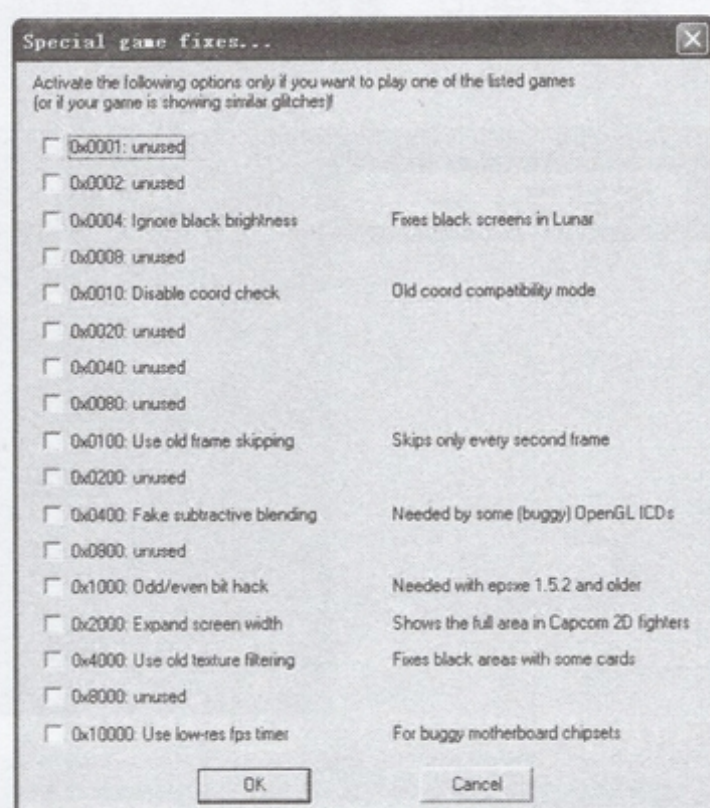 Special game fixes...
Activate the following options only if you want to play one of the listed games
(or if your game is showing similar glitches)!
0x0001: unused
0x0002: unused
0x0004: Ignore black brightness Fixes black screens in Lunar
0x0008: unused
0x0010: Disable coord check Old coord compatibility mode
0x0020: unused
0x0040: unused
0x0080: unused
0x0100: Use old frame skipping Skips only every second frame
0x0200: unused
0x0400: Fake subtractive blending Needed by some (buggy) OpenGL ICDs
0x0800: unused
0x1000: Odd/even bit hack Needed with epsxe 1.5.2 and older
0x2000: Expand screen width Shows the full area in Capcom 2D fighters
0x4000: Use old texture filtering Fixes black areas with some cards
0x8000: unused
0x10000: Use low-res fps timer For buggy motherboard chipsets
OK Cancel